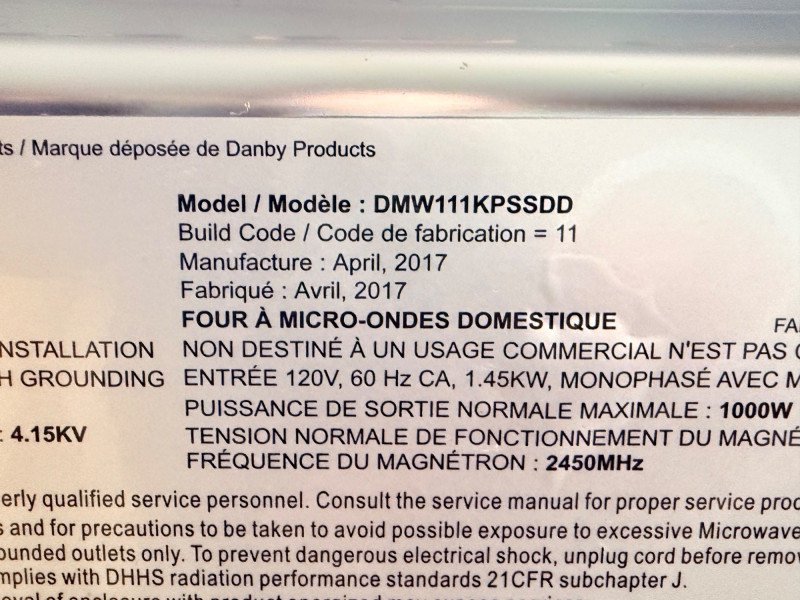 / Marque déposée de Danby Products
Model / Modèle : DMW111KPSSDD
Build Code / Code de fabrication = 11
Manufacture : April, 2017
Fabriqué : Avril, 2017
FOUR À MICRO-ONDES DOMESTIQUE
NSTALLATION NON DESTINÉ À UN USAGE COMMERCIAL N'EST PAS
H GROUNDING ENTRÉE 120V, 60 Hz CA, 1.45KW, MONOPHASÉ AVEC M
PUISSANCE DE SORTIE NORMALE MAXIMALE : 1000W
: 4.15KV TENSION NORMALE DE FONCTIONNEMENT DU MAGNÉ
FRÉQUENCE DU MAGNÉTRON : 2450MHz
erly qualified service personnel. Consult the service manual for proper service proc
s and for precautions to be taken to avoid possible exposure to excessive Microwave
ounded outlets only. To prevent dangerous electrical shock, unplug cord before remov
mplies with DHHS radiation performance standards 21CFR subchapter J.